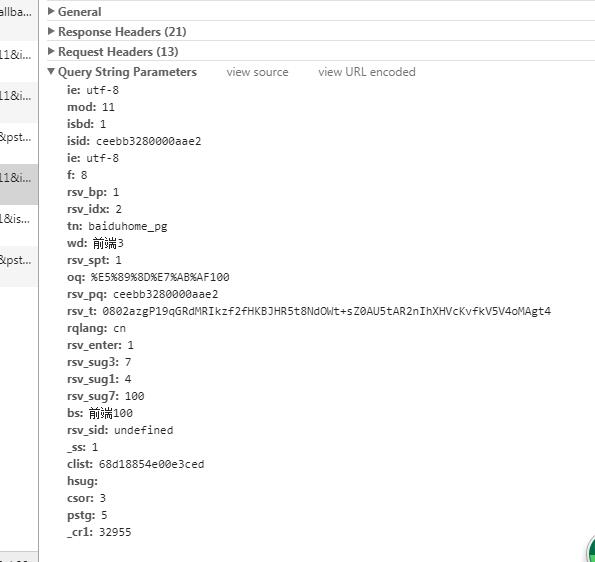 allba...
General
Response Headers (21)
11&i...
Request Headers (13)
Query String Parameters view source view URL encoded
ie: utf-8
11&i...
mod: 11
isbd: 1
&pst...
isid: ceebb3280000aae2
ie: utf-8
11&i...
f: 8
rsv_bp: 1
rsv_idx: 2
1&is...
tn: baiduhome_pg
wd: 前端3
&pst...
rsv_spt: 1
oq: %E5%89%8D%E7%AB%AF100
rsv_pq: ceebb3280000aae2
rsv_t: 0802azgP19qGRdMRIkzf2fHKBJHR5t8NdOWt+sZ0AU5tAR2nIhXHVcKvfkV5V4oMAgt4
rqlang: cn
rsv_enter: 1
rsv_sug3: 7
rsv_sug1: 4
rsv_sug7: 100
bs: 前端100
rsv_sid: undefined
_ss: 1
clist: 68d18854e00e3ced
hsug:
csor: 3
pstg: 5
_cr1: 32955